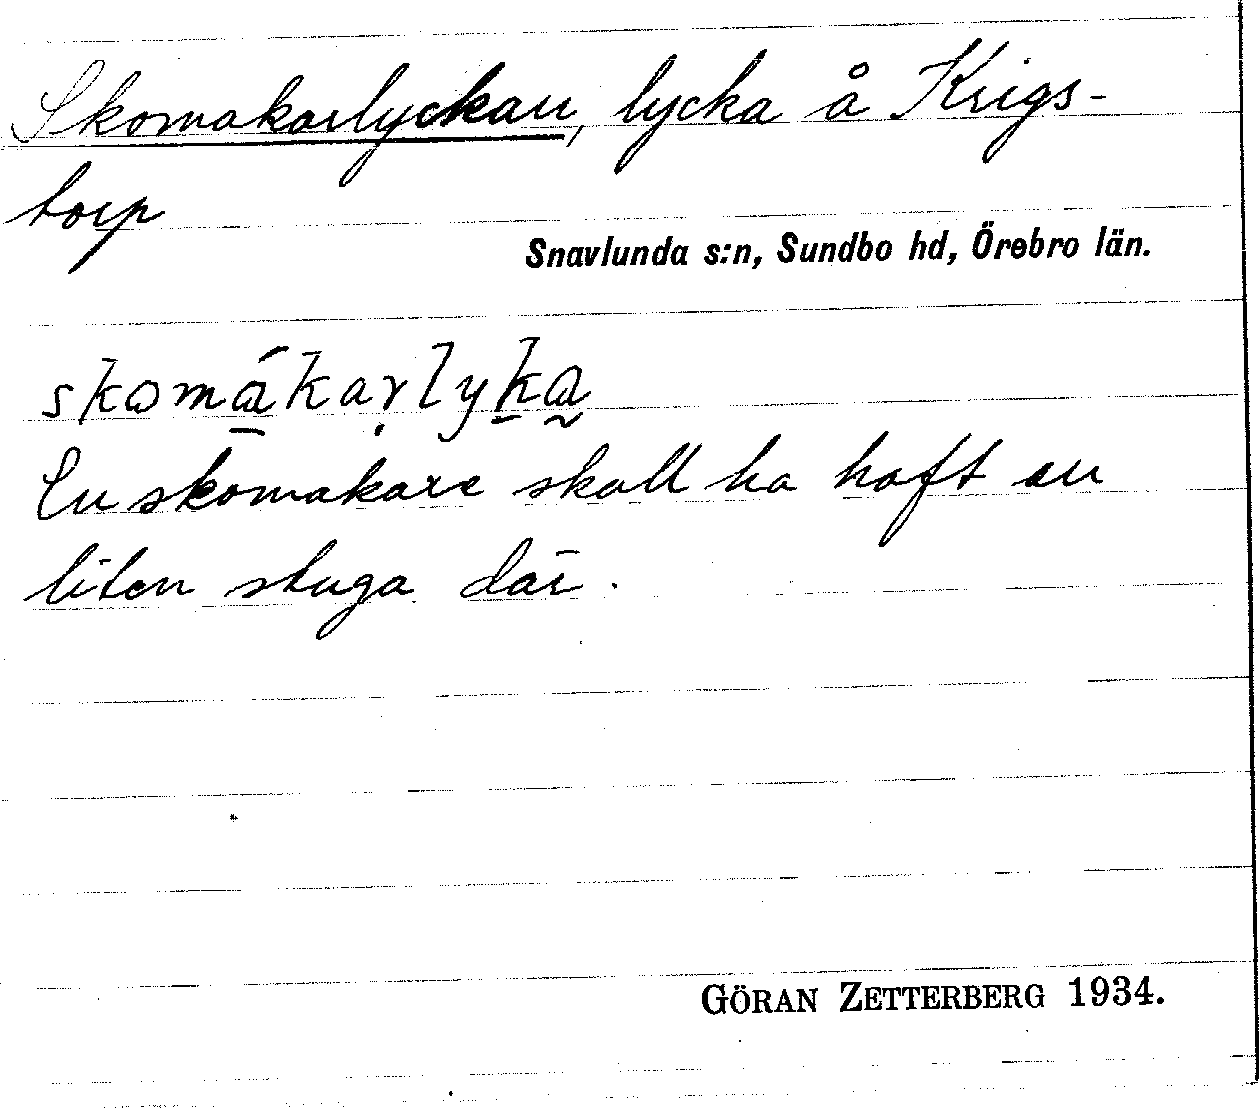 Skomakarlyckan, lycka å Krigs-
torp
Snavlunda s:n, Sundbo hd, Örebro län.
skomákaṛlyk̠a̰
En skomakare skall ha haft en
liten stuga där.
GÖRAN ZETTERBERG 1934.